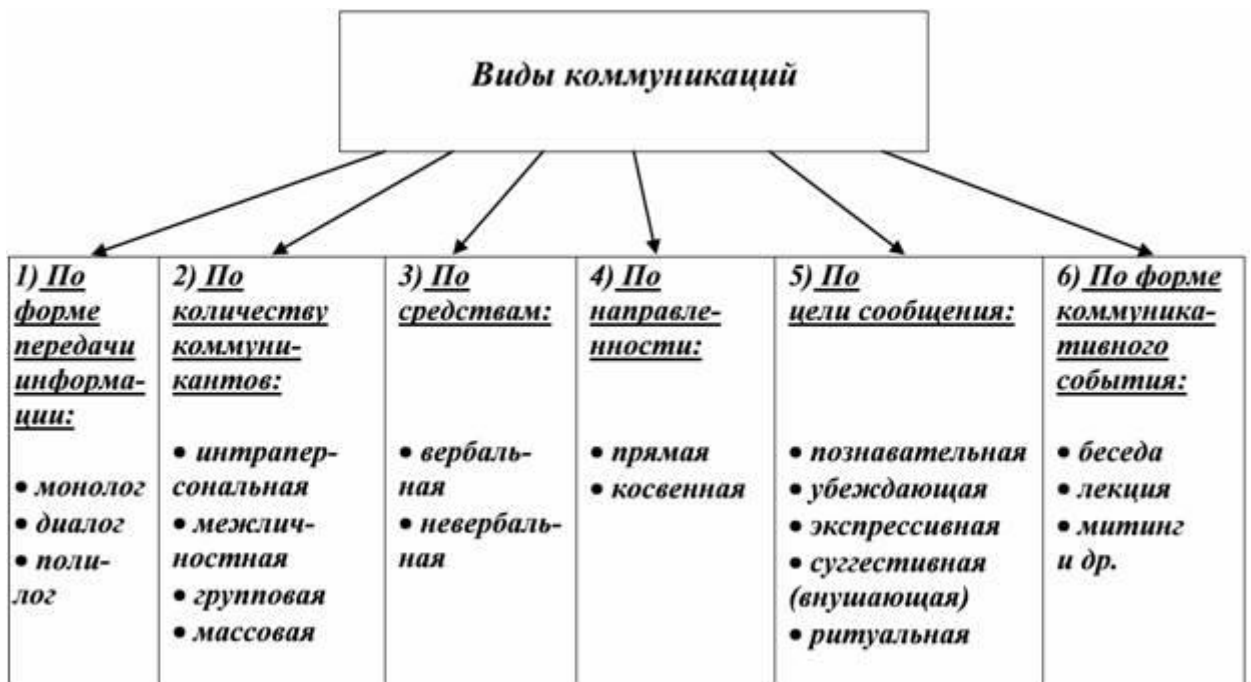 Виды коммуникаций
1) По
форме
передачи
информа-
ции:
• монолог
• диалог
• поли-
лог
2) По
количеству
коммуни-
кантов:
• интрапер-
сональная
• межлич-
ностная
• групповая
• массовая
3) По
средствам:
• вербаль-
ная
• невербаль-
ная
4) По
направле-
нности:
• прямая
• косвенная
5) По
цели сообщения:
• познавательная
• убеждающая
• экспрессивная
• суггестивная
(внушающая)
• ритуальная
6) По форме
коммуника-
тивного
события:
• беседа
• лекция
• митинг
и др.